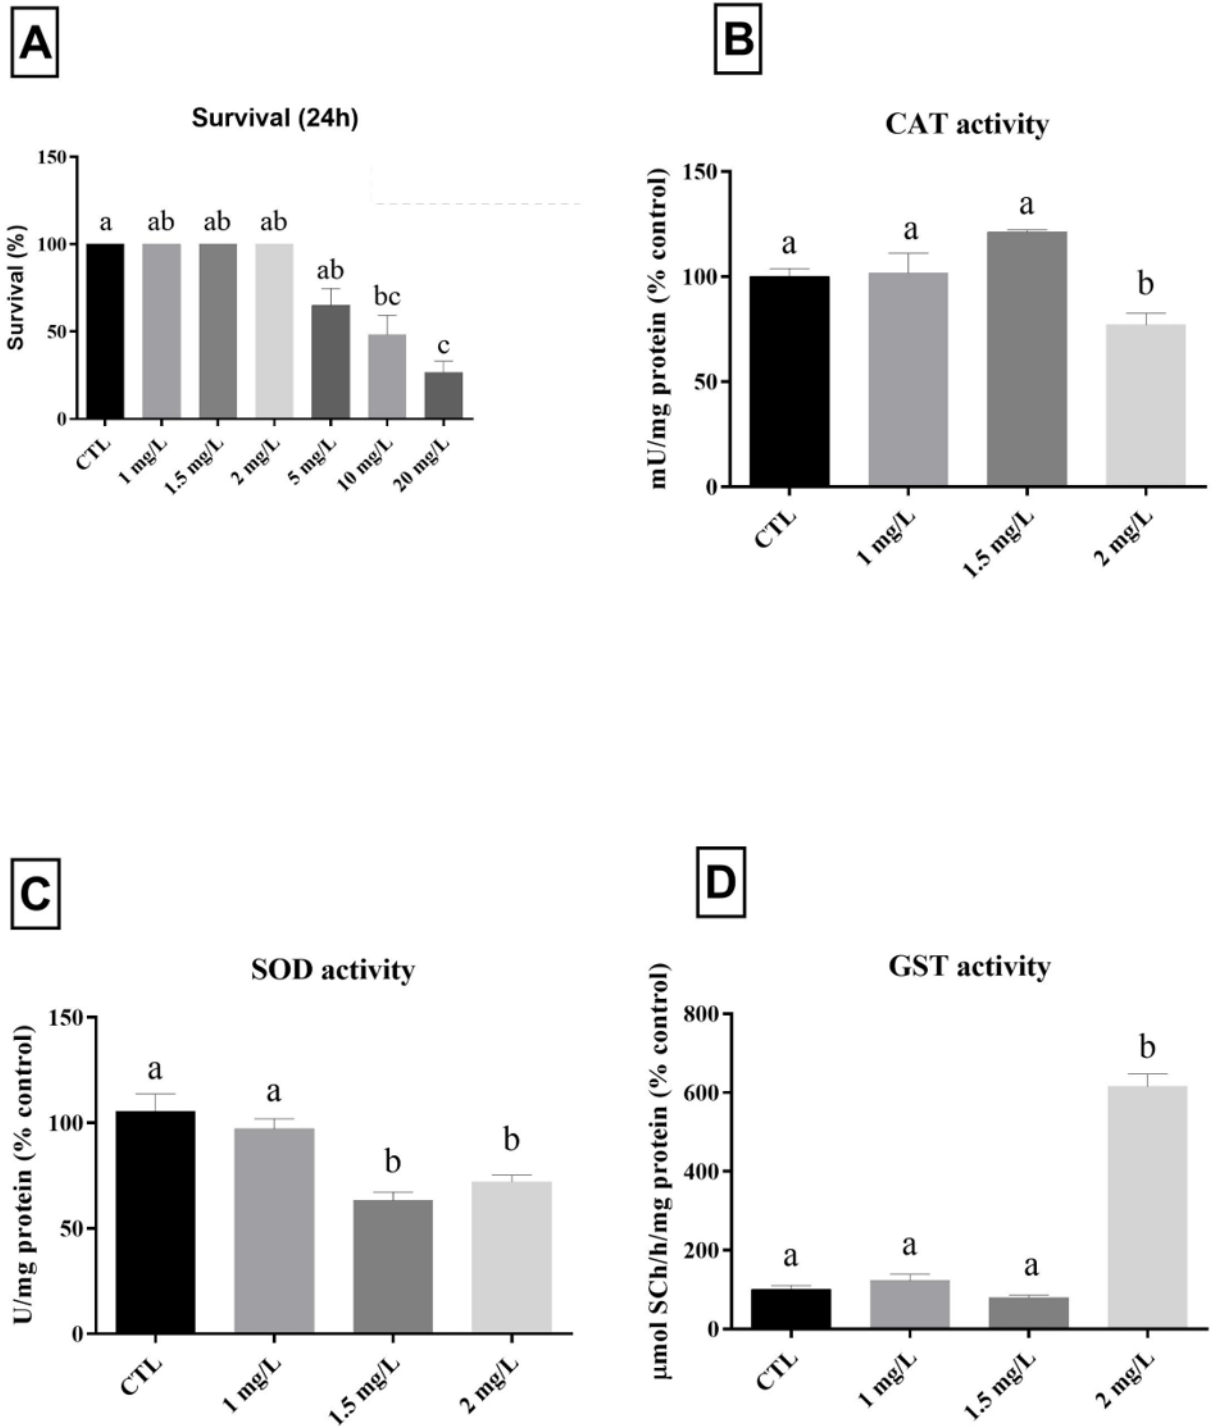 A
Survival (24h)
Survival (%)
150
100
50
0
a ab ab ab ab bc c
CTL
1 mg/L
1.5 mg/L
2 mg/L
5 mg/L
10 mg/L
20 mg/L
B
CAT activity
mU/mg protein (% control)
150
100
50
0
a a a b
CTL
1 mg/L
1.5 mg/L
2 mg/L
C
SOD activity
U/mg protein (% control)
150
100
50
0
a a b b
CTL
1 mg/L
1.5 mg/L
2 mg/L
D
GST activity
µmol SCh/h/mg protein (% control)
800
600
400
200
0
a a a b
CTL
1 mg/L
1.5 mg/L
2 mg/L